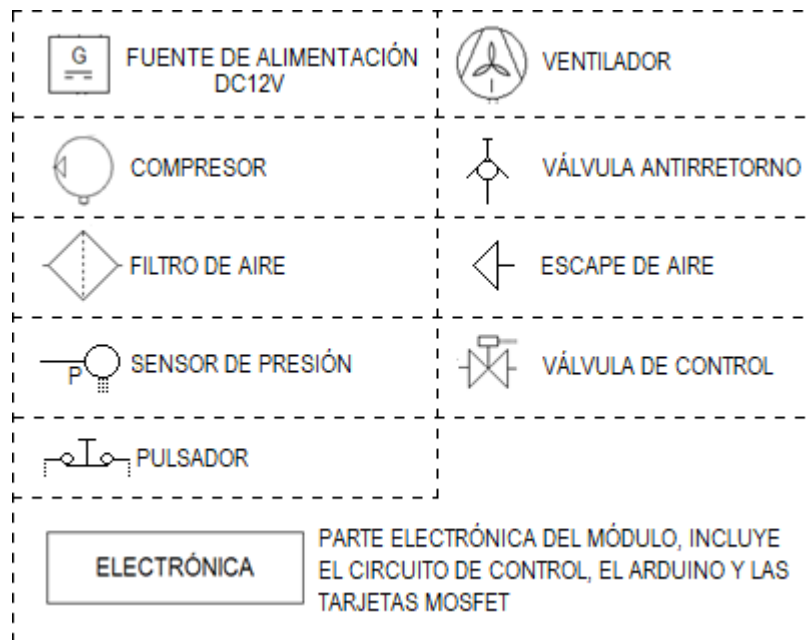 G
FUENTE DE ALIMENTACIÓN
DC12V
VENTILADOR
COMPRESOR
VÁLVULA ANTIRRETORNO
FILTRO DE AIRE
ESCAPE DE AIRE
P
SENSOR DE PRESIÓN
VÁLVULA DE CONTROL
PULSADOR
ELECTRÓNICA
PARTE ELECTRÓNICA DEL MÓDULO, INCLUYE
EL CIRCUITO DE CONTROL, EL ARDUINO Y LAS
TARJETAS MOSFET